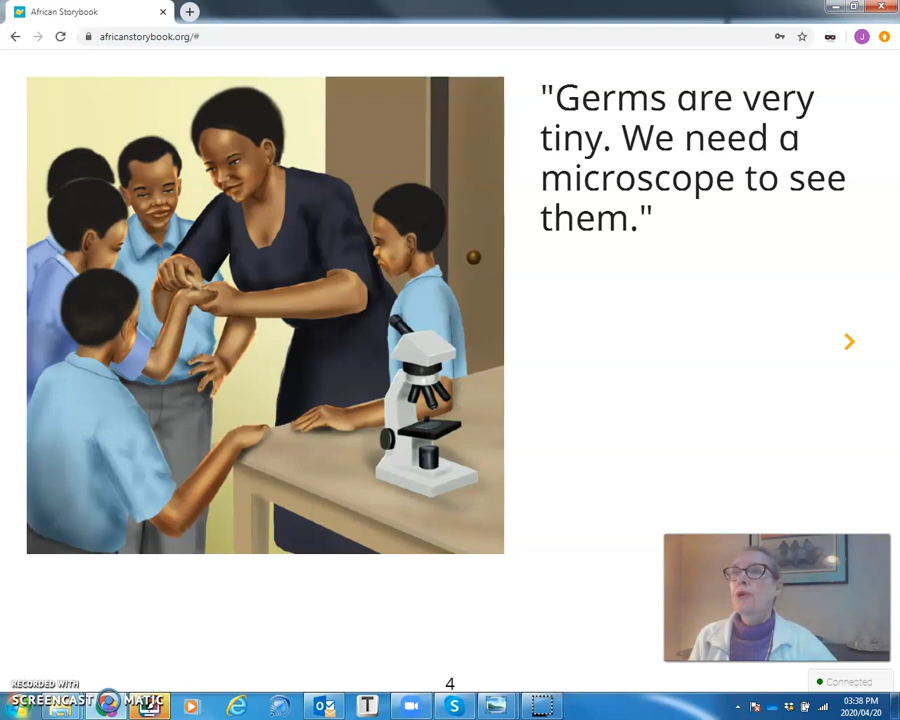 African Storybook
africanstorybook.org/#
J
"Germs are very
tiny. We need a
microscope to see
them."
4
Connected
RECORDED WITH
SCREENCAST MATIC
03:38 PM
2020/04/20